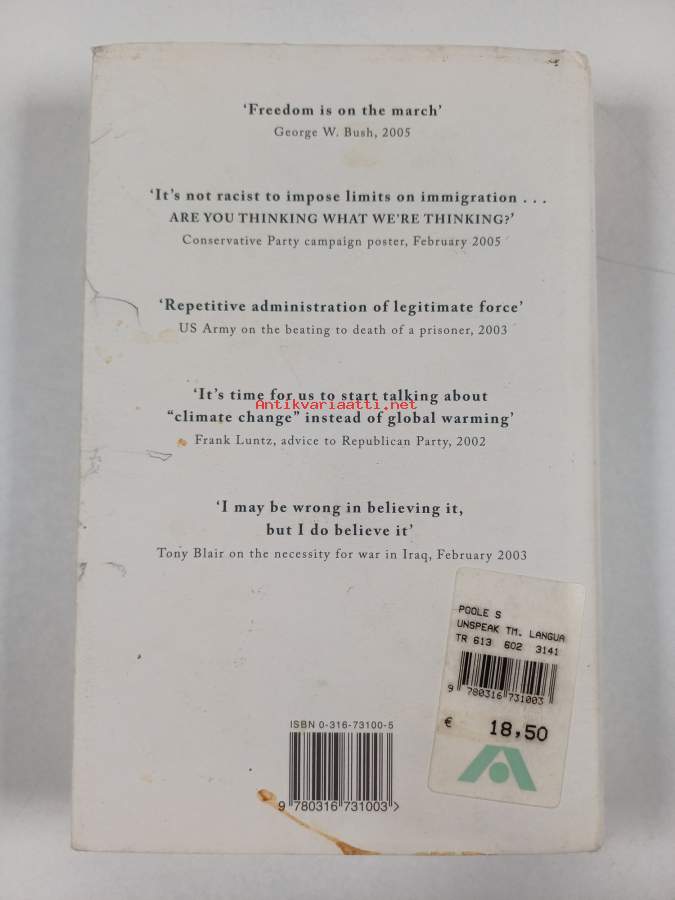 ‘Freedom is on the march’
George W. Bush, 2005
‘It’s not racist to impose limits on immigration . . .
ARE YOU THINKING WHAT WE’RE THINKING?’
Conservative Party campaign poster, February 2005
‘Repetitive administration of legitimate force’
US Army on the beating to death of a prisoner, 2003
‘It’s time for us to start talking about
“climate change” instead of global warming’
Frank Luntz, advice to Republican Party, 2002
Antikvariaatti.net
‘I may be wrong in believing it,
but I do believe it’
Tony Blair on the necessity for war in Iraq, February 2003
POOLE S
UNSPEAK TM. LANGUA
TR 613 602 3141
9 780316 731003
€ 18,50
ISBN 0-316-73100-5
9 780316 731003 >